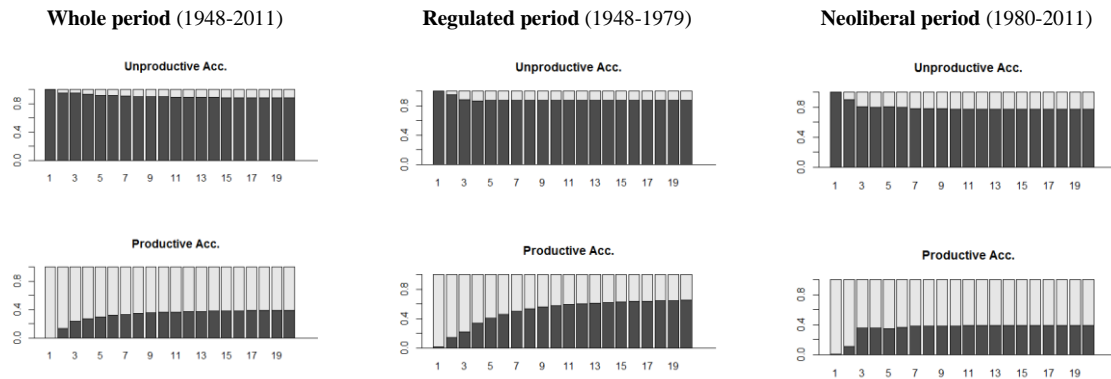 Whole period (1948-2011)
Regulated period (1948-1979)
Neoliberal period (1980-2011)
Unproductive Acc.
0.0 0.4 0.8
1 3 5 7 9 11 13 15 17 19
Unproductive Acc.
0.0 0.4 0.8
1 3 5 7 9 11 13 15 17 19
Unproductive Acc.
0.0 0.4 0.8
1 3 5 7 9 11 13 15 17 19
Productive Acc.
0.0 0.4 0.8
1 3 5 7 9 11 13 15 17 19
Productive Acc.
0.0 0.4 0.8
1 3 5 7 9 11 13 15 17 19
Productive Acc.
0.0 0.4 0.8
1 3 5 7 9 11 13 15 17 19